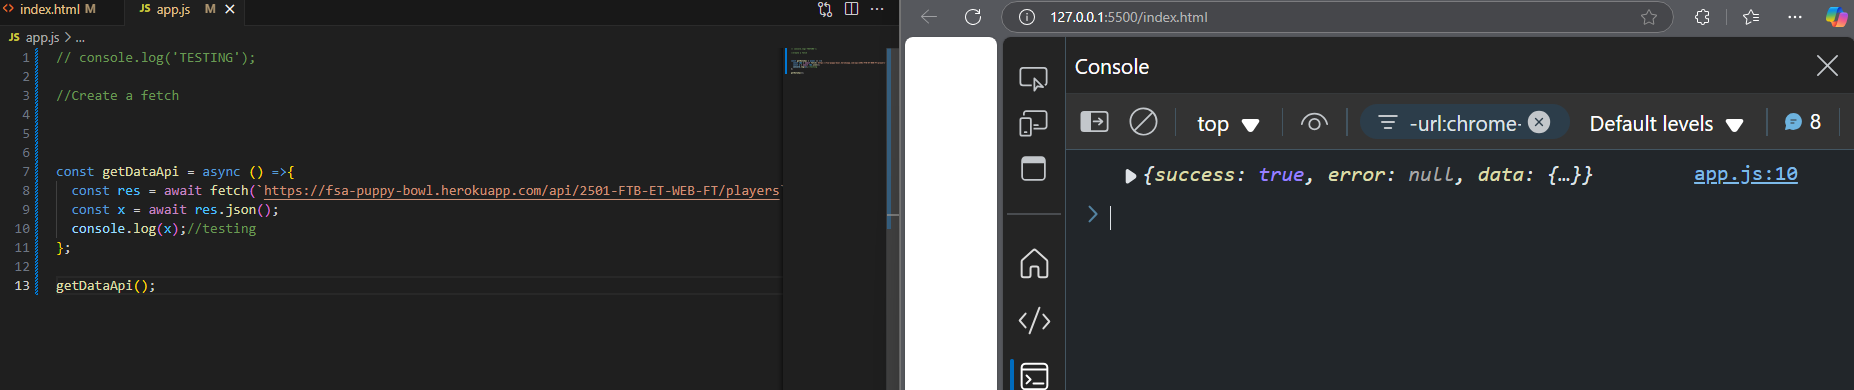 index.html M
JS app.js M
JS app.js > ...
1 // console.log('TESTING');
2
3 //Create a fetch
4
5
6
7 const getDataApi = async () =>{
8 const res = await fetch(`https://fsa-puppy-bowl.herokuapp.com/api/2501-FTB-ET-WEB-FT/players`
9 const x = await res.json();
10 console.log(x);//testing
11 };
12
13 getDataApi();
127.0.0.1:5500/index.html
Console
top
-url:chrome-
Default levels
8
{success: true, error: null, data: {…}}
app.js:10